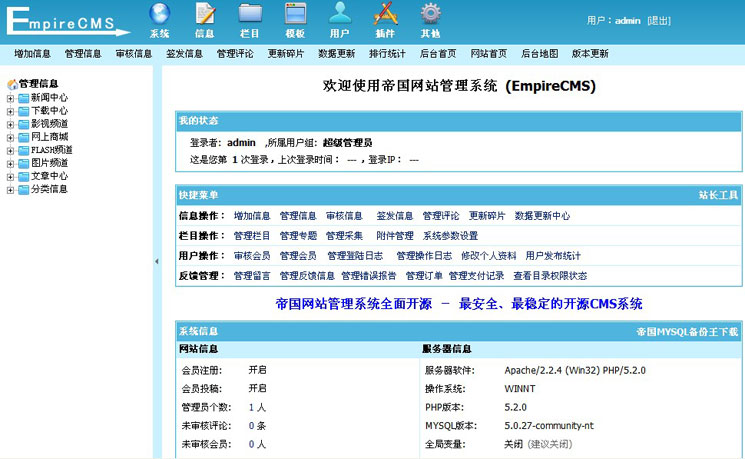 EmpireCMS
系统 信息 栏目 模板 用户 插件 其他
用户：admin [退出]
增加信息 管理信息 审核信息 签发信息 管理评论 更新碎片 数据更新 排行统计 后台首页 网站首页 后台地图 版本更新
管理信息
新闻中心
下载中心
影视频道
网上商城
FLASH频道
图片频道
文章中心
分类信息
欢迎使用帝国网站管理系统 (EmpireCMS)
我的状态
登录者: admin ,所属用户组: 超级管理员
这是您第 1 次登录，上次登录时间： --- ，登录IP： ---
快捷菜单 站长工具
信息操作： 增加信息 管理信息 审核信息 签发信息 管理评论 更新碎片 数据更新中心
栏目操作： 管理栏目 管理专题 管理采集 附件管理 系统参数设置
用户操作： 审核会员 管理会员 管理登陆日志 管理操作日志 修改个人资料 用户发布统计
反馈管理： 管理留言 管理反馈信息 管理错误报告 管理订单 管理支付记录 查看目录权限状态
帝国网站管理系统全面开源 － 最安全、最稳定的开源CMS系统
系统信息 帝国MYSQL备份王下载
网站信息 服务器信息
会员注册: 开启 服务器软件: Apache/2.2.4 (Win32) PHP/5.2.0
会员投稿: 开启 操作系统: WINNT
管理员个数: 1 人 PHP版本: 5.2.0
未审核评论: 0 条 MYSQL版本: 5.0.27-community-nt
未审核会员: 0 人 全局变量: 关闭 (建议关闭)